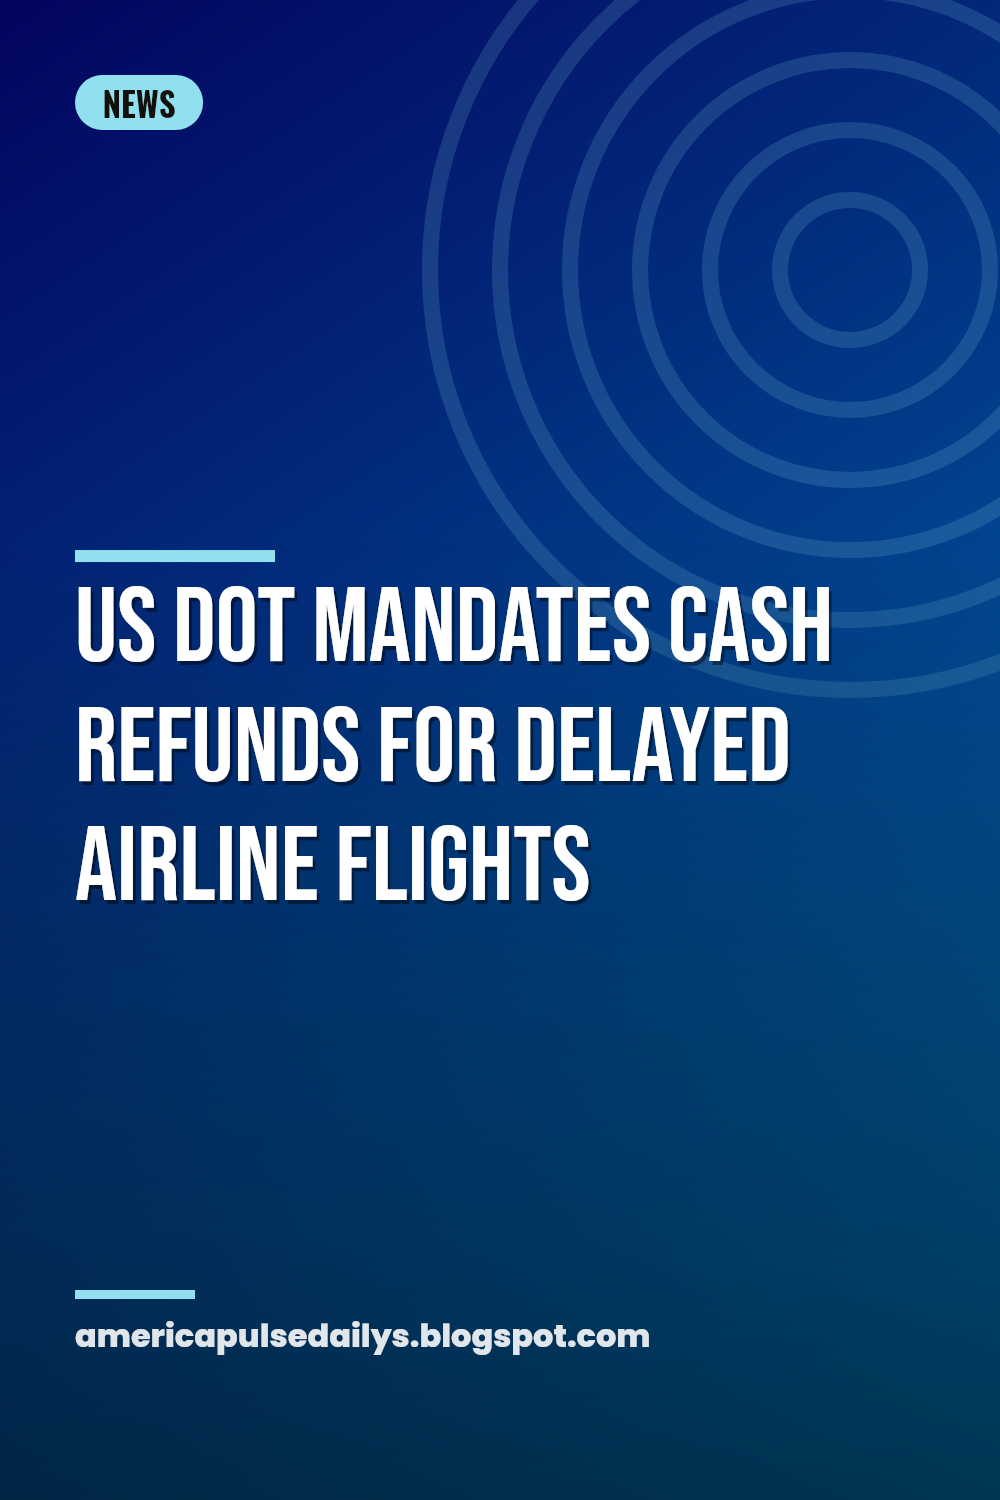 NEWS
US DOT MANDATES CASH
REFUNDS FOR DELAYED
AIRLINE FLIGHTS
americapulsedailys.blogspot.com